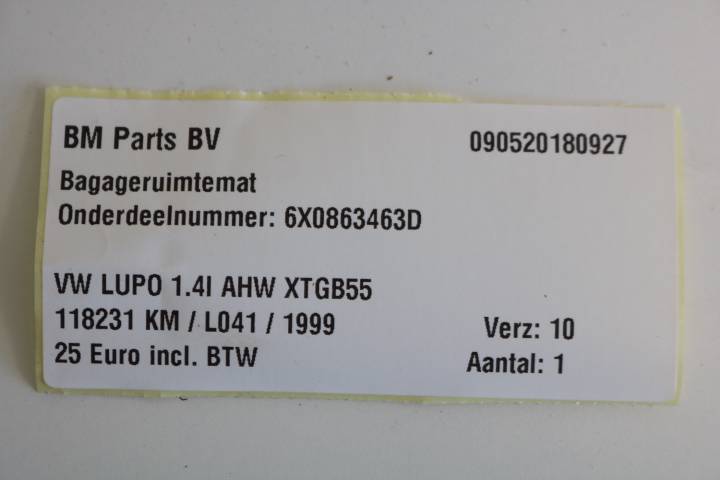 BM Parts BV 090520180927
Bagageruimtemat
Onderdeelnummer: 6X0863463D
VW LUPO 1.4I AHW XTGB55
118231 KM / L041 / 1999 Verz: 10
25 Euro incl. BTW Aantal: 1